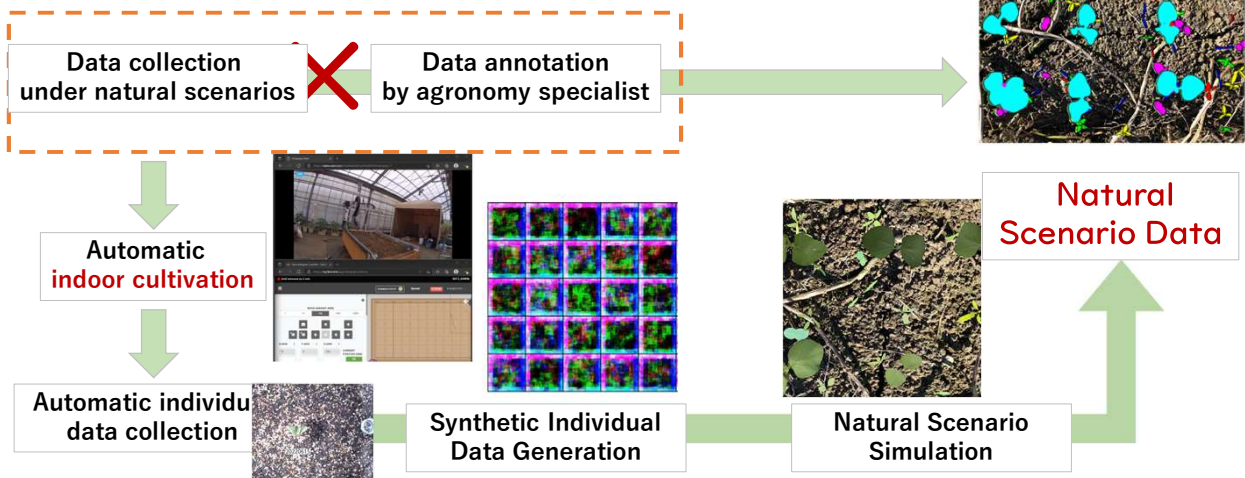 Data collection
under natural scenarios
Data annotation
by agronomy specialist
Natural
Scenario Data
Automatic
indoor cultivation
Automatic individu
data collection
Synthetic Individual
Data Generation
Natural Scenario
Simulation